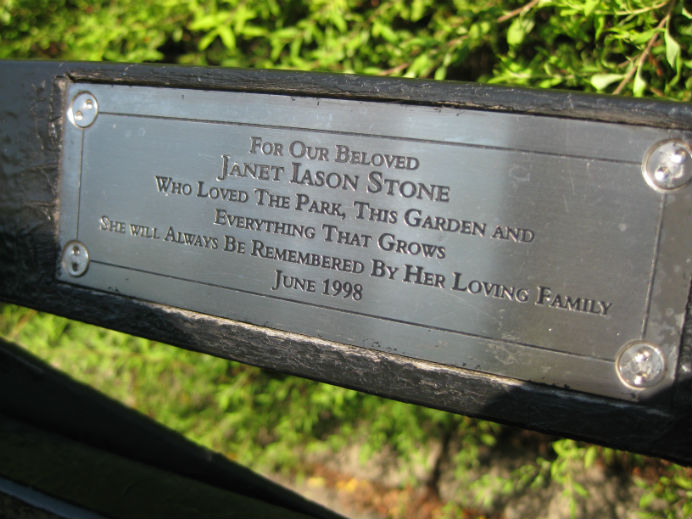 For Our Beloved
Janet Iason Stone
Who Loved The Park, This Garden and
Everything That Grows
She will Always Be Remembered By Her Loving Family
June 1998